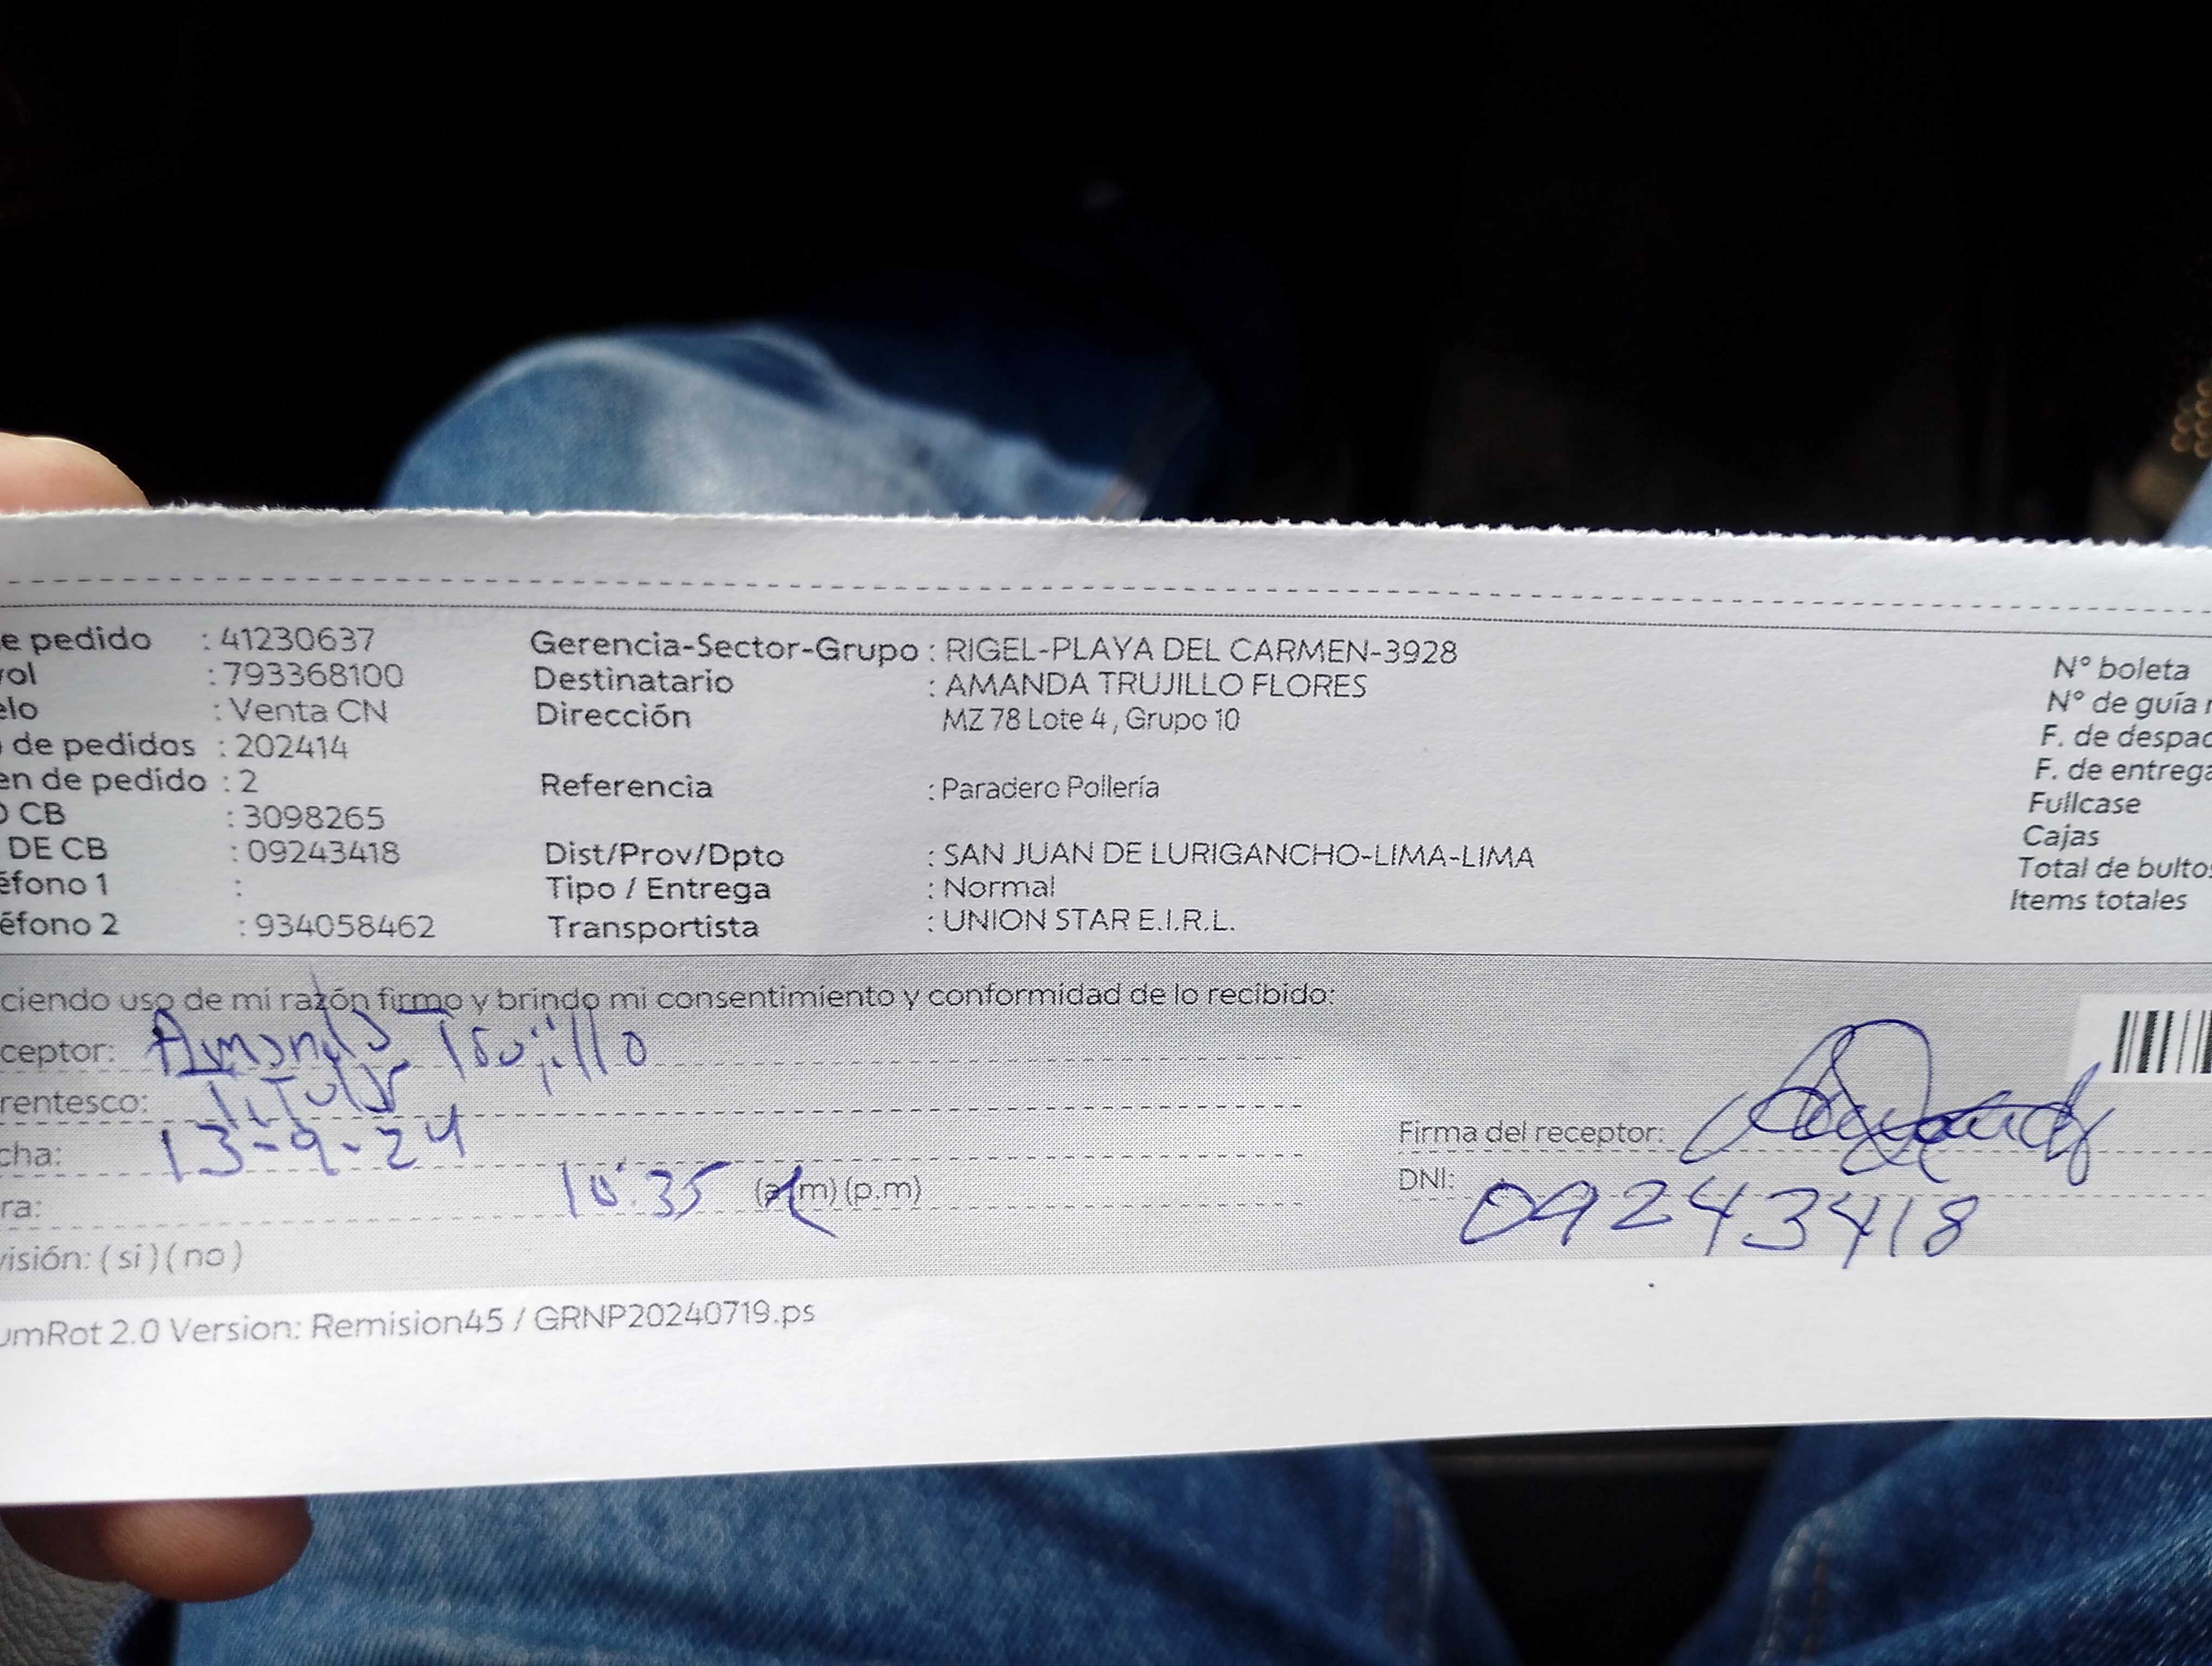 e pedido : 41230637 Gerencia-Sector-Grupo : RIGEL-PLAYA DEL CARMEN-3928 N° boleta
rol : 793368100 Destinatario : AMANDA TRUJILLO FLORES N° de guía r
elo : Venta CN Dirección MZ 78 Lote 4 , Grupo 10 F. de despac
de pedidos : 202414 F. de entrega
en de pedido : 2 Referencia : Paradero Pollería Fullcase
O CB : 3098265 Cajas
DE CB : 09243418 Dist/Prov/Dpto : SAN JUAN DE LURIGANCHO-LIMA-LIMA Total de bultos
éfono 1 : Tipo / Entrega : Normal Items totales
éfono 2 : 934058462 Transportista : UNION STAR E.I.R.L.
ciendo uso de mi razón firmo y brindo mi consentimiento y conformidad de lo recibido:
ceptor: Amanda Trujillo
rentesco: Titular
cha: 13-9-24 Firma del receptor:
ra: 10:35 (a.m) (p.m) DNI: 09243418
visión: ( si ) ( no )
umRot 2.0 Version: Remision45 / GRNP20240719.ps